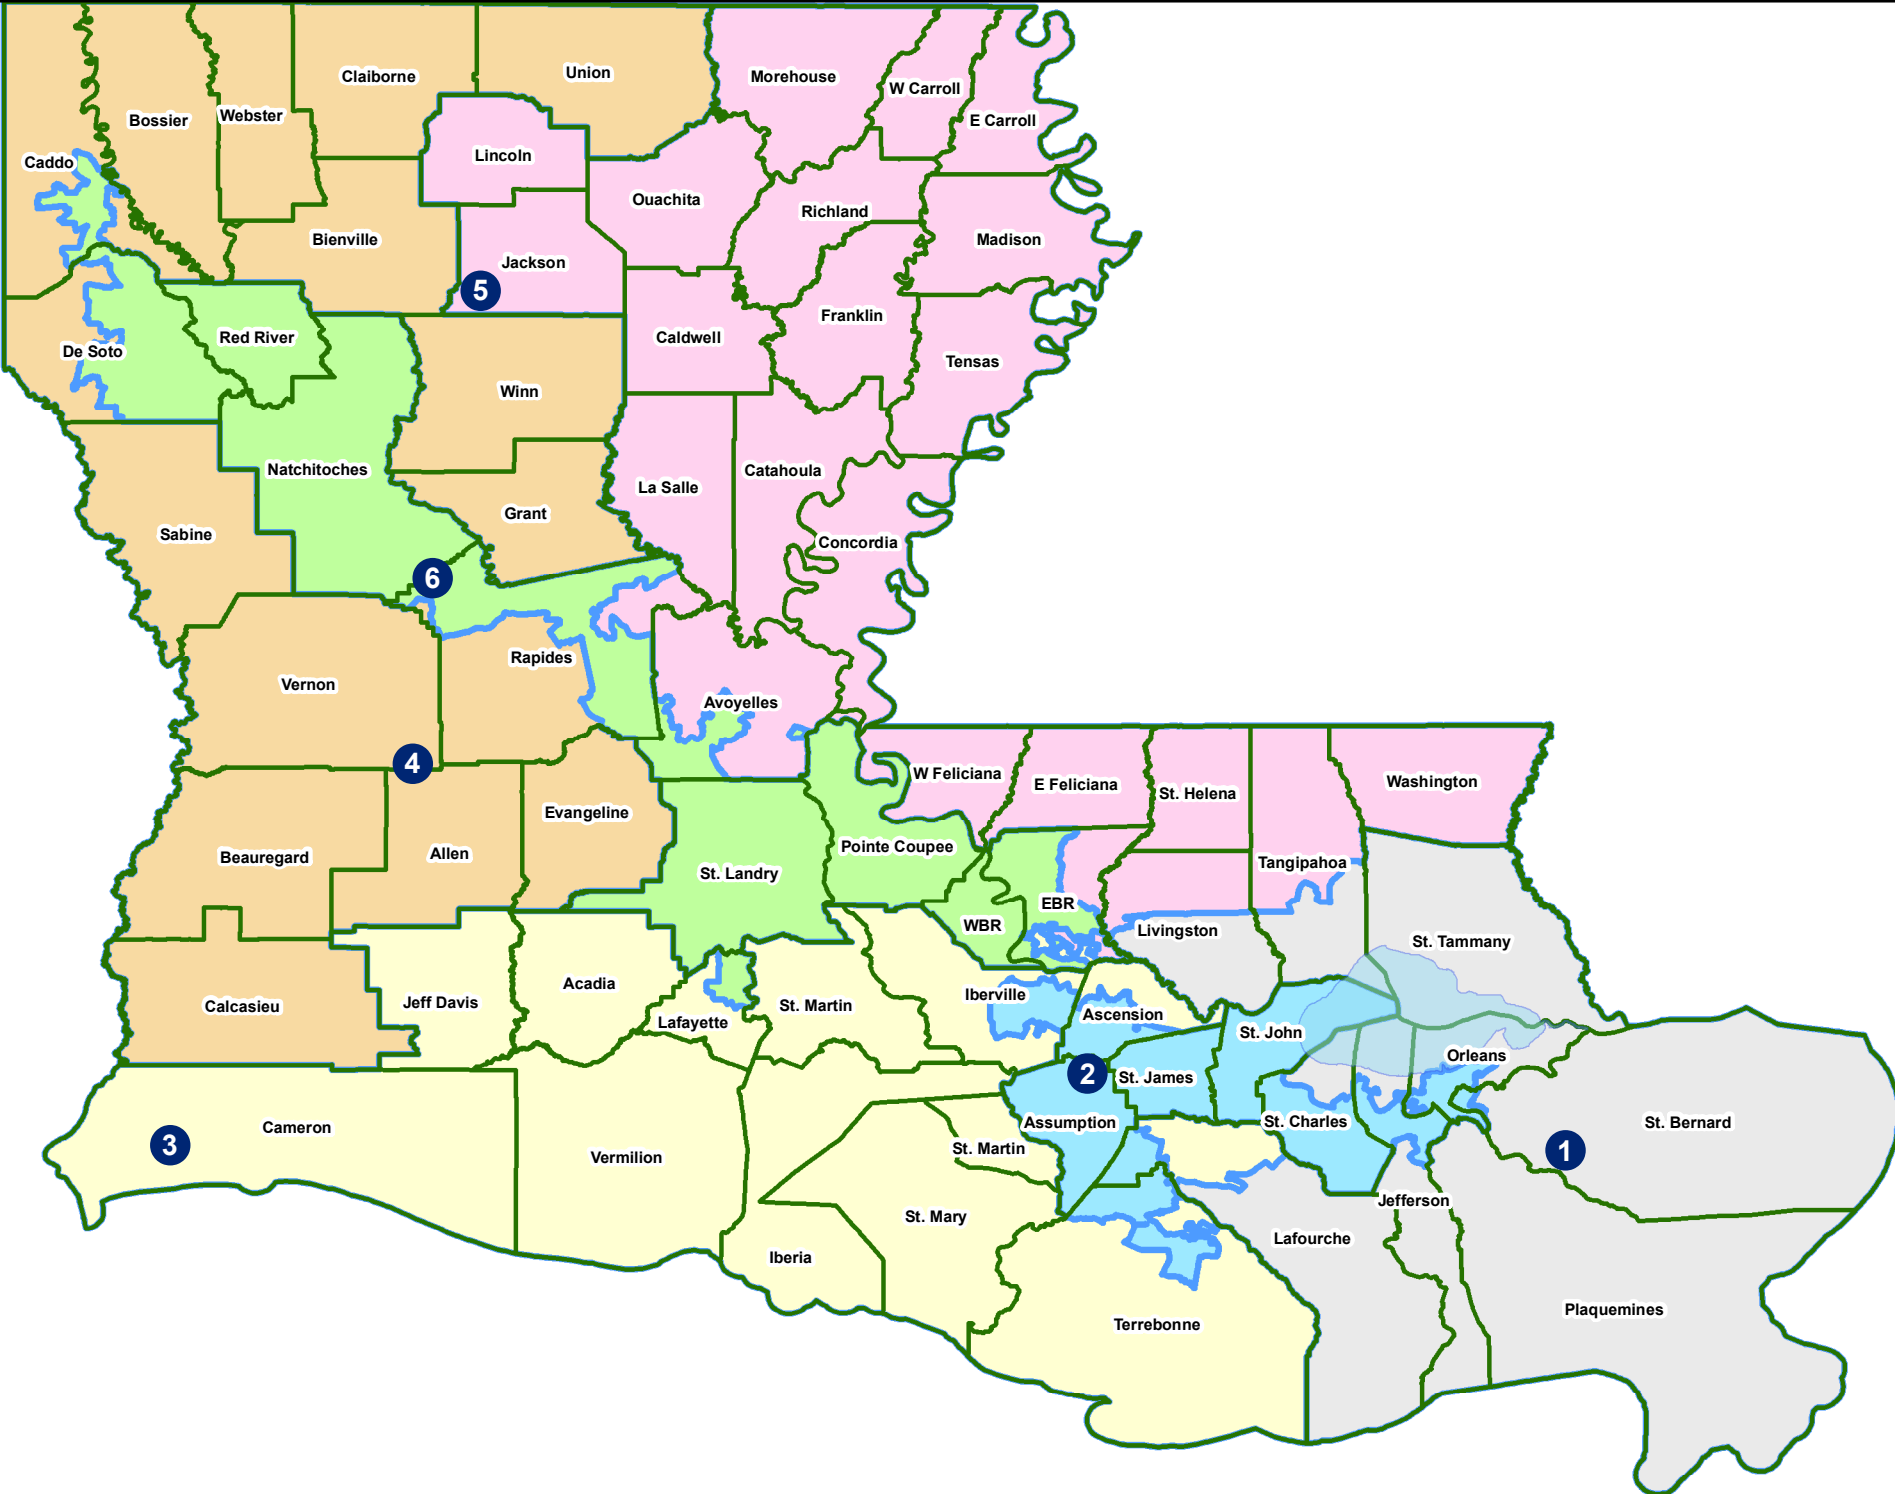 Claiborne
Union
Morehouse
W Carroll
Bossier
Webster
E Carroll
Caddo
Lincoln
Ouachita
Richland
Bienville
Madison
Jackson
5
Red River
Caldwell
Franklin
De Soto
Winn
Tensas
Natchitoches
La Salle
Catahoula
Grant
Sabine
Concordia
6
Rapides
Vernon
Avoyelles
4
W Feliciana
E Feliciana
St. Helena
Washington
Evangeline
Beauregard
Allen
Pointe Coupee
St. Landry
Tangipahoa
EBR
WBR
Livingston
St. Tammany
Calcasieu
Jeff Davis
Acadia
St. Martin
Iberville
Lafayette
Ascension
St. John
Orleans
2
St. James
Cameron
3
Vermilion
Assumption
St. Charles
St. Bernard
St. Martin
1
Jefferson
St. Mary
Lafourche
Iberia
Terrebonne
Plaquemines